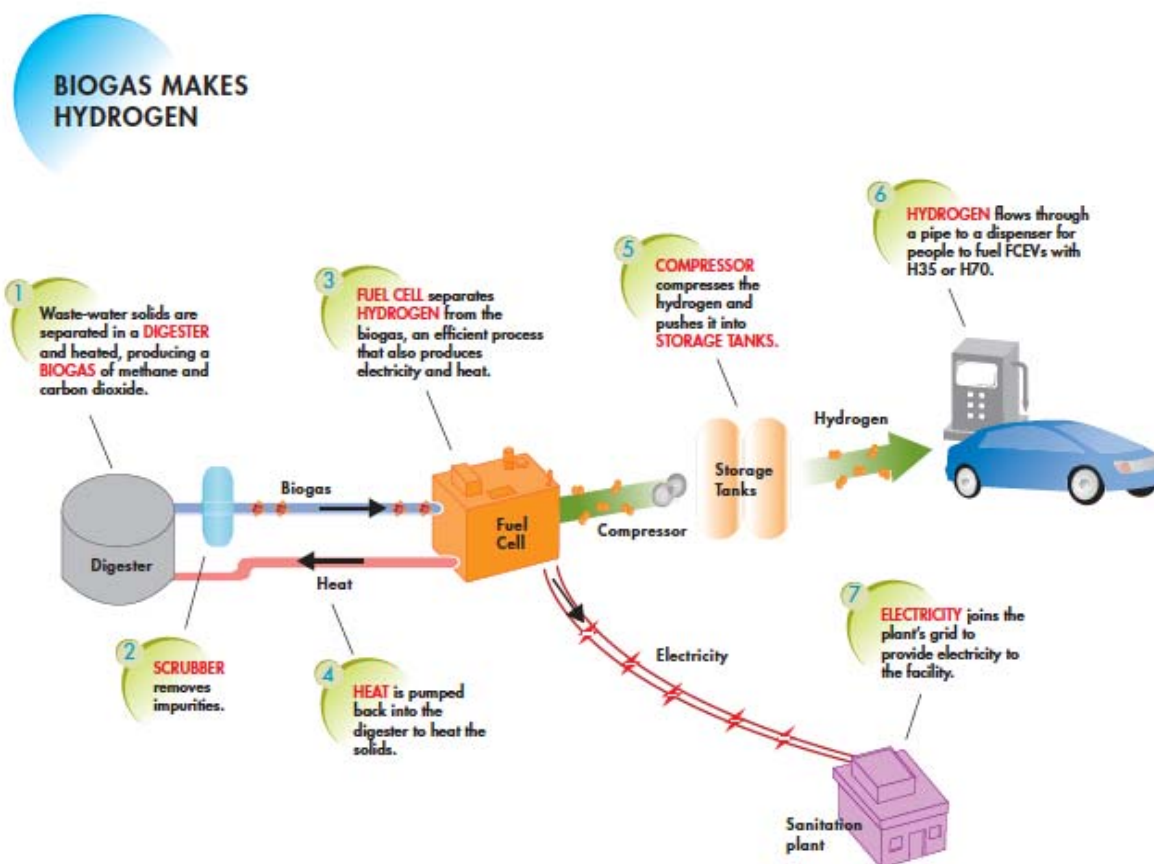 BIOGAS MAKES
HYDROGEN
1
Waste-water solids are
separated in a DIGESTER
and heated, producing a
BIOGAS of methane and
carbon dioxide.
3
FUEL CELL separates
HYDROGEN from the
biogas, an efficient process
that also produces
electricity and heat.
5
COMPRESSOR
compresses the
hydrogen and
pushes it into
STORAGE TANKS.
6
HYDROGEN flows through
a pipe to a dispenser for
people to fuel FCEVs with
H35 or H70.
Digester
Biogas
Heat
Fuel
Cell
Compressor
Storage
Tanks
Hydrogen
2
SCRUBBER
removes
impurities.
4
HEAT is pumped
back into the
digester to heat the
solids.
Electricity
7
ELECTRICITY joins the
plant's grid to
provide electricity to
the facility.
Sanitation
plant